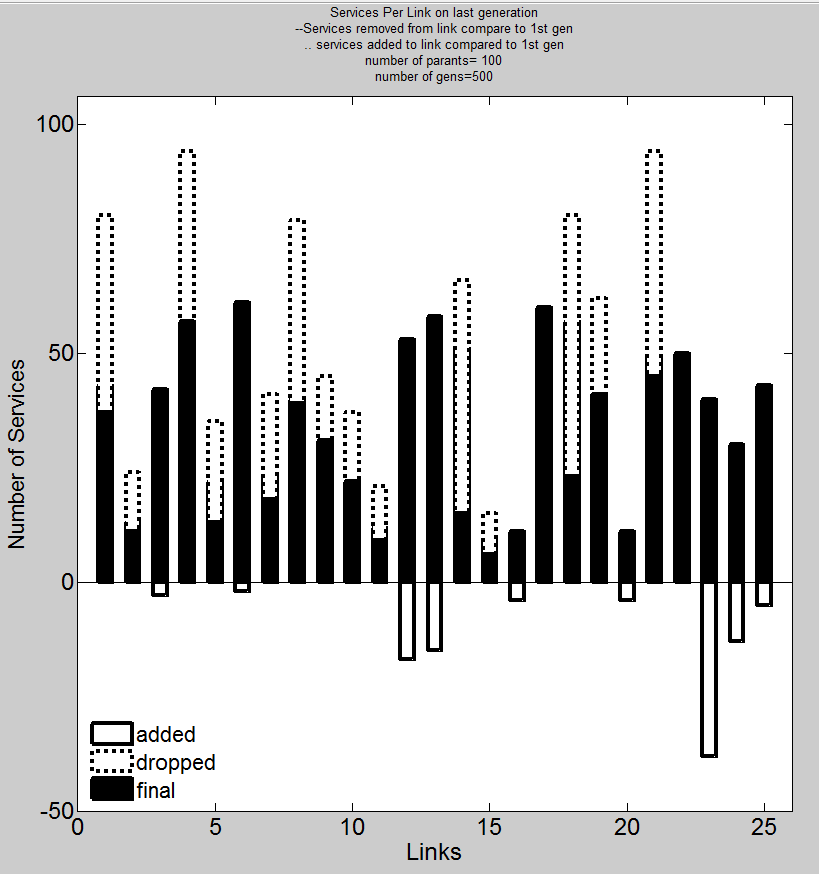 Services Per Link on last generation
--Services removed from link compare to 1st gen
.. services added to link compared to 1st gen
number of parants= 100
number of gens=500
100
50
0
-50
Number of Services
added
dropped
final
0
5
10
15
20
25
Links